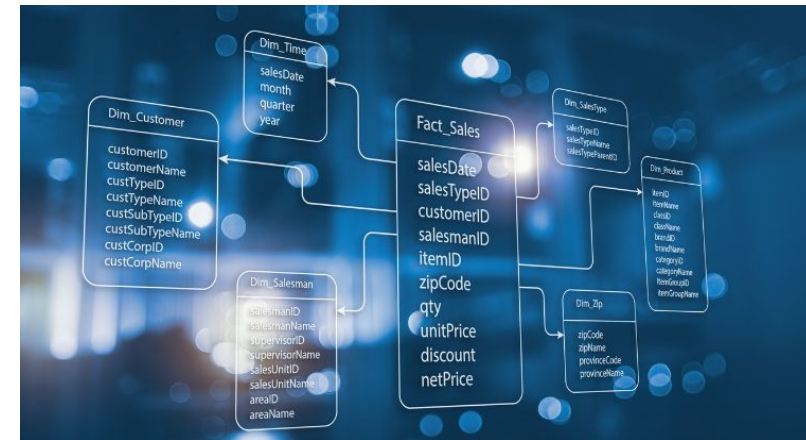 Dim_Time
salesDate
month
quarter
year
Dim_Customer
customerID
customerName
custTypeID
custTypeName
custSubTypeID
custSubTypeName
custCorpID
custCorpName
Dim_Salesman
salesmanID
salesmanName
supervisorID
supervisorName
salesUnitID
salesUnitName
areaID
areaName
Fact_Sales
salesDate
salesTypeID
customerID
salesmanID
itemID
zipCode
qty
unitPrice
discount
netPrice
Dim_SalesType
salesTypeID
salesTypeName
salesTypeParentID
Dim_Product
itemID
itemName
classID
className
brandID
brandName
categoryID
categoryName
itemGroupID
itemGroupName
Dim_Zip
zipCode
zipName
provinceCode
provinceName